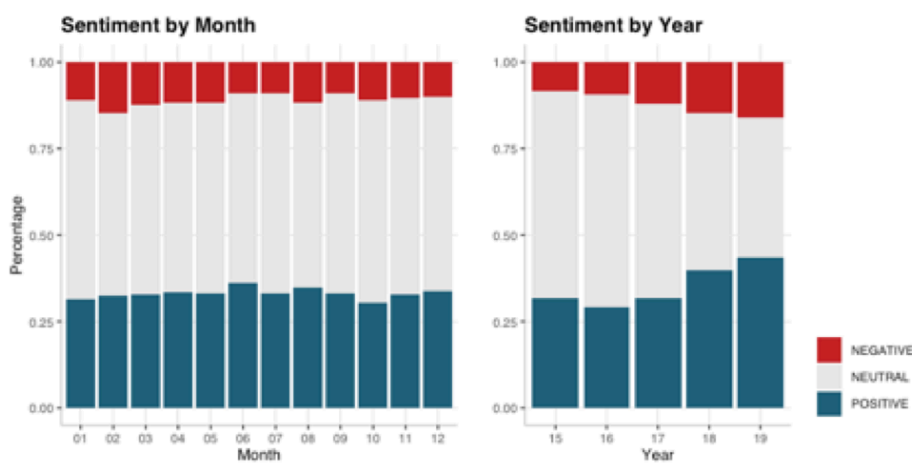 Sentiment by Month
1.00
0.75
0.50
0.25
0.00
Percentage
01 02 03 04 05 06 07 08 09 10 11 12
Month
Sentiment by Year
1.00
0.75
0.50
0.25
0.00
15 16 17 18 19
Year
NEGATIVE
NEUTRAL
POSITIVE